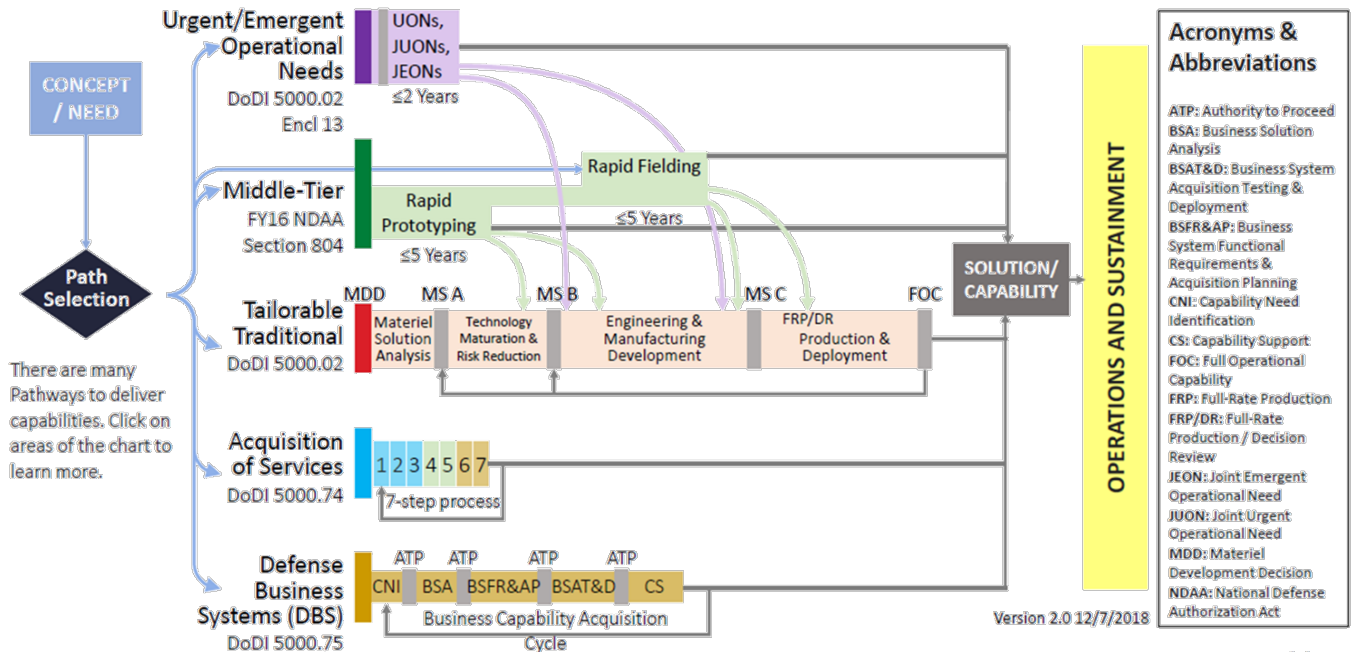 CONCEPT
/ NEED
Path
Selection
There are many
Pathways to deliver
capabilities. Click on
areas of the chart to
learn more.
Urgent/Emergent
Operational
Needs
DoDI 5000.02
Encl 13
UONs,
JUONs,
JEONs
≤2 Years
Middle-Tier
FY16 NDAA
Section 804
Rapid
Prototyping
≤5 Years
Rapid Fielding
≤5 Years
Tailorable
Traditional
DoDI 5000.02
MDD
MS A
MS B
MS C
FOC
Materiel
Solution
Analysis
Technology
Maturation &
Risk Reduction
Engineering &
Manufacturing
Development
FRP/DR
Production &
Deployment
Acquisition
of Services
DoDI 5000.74
1 2 3 4 5 6 7
7-step process
Defense
Business
Systems (DBS)
DoDI 5000.75
ATP ATP ATP ATP
CNI BSA BSFR&AP BSAT&D CS
Business Capability Acquisition
Cycle
SOLUTION/
CAPABILITY
OPERATIONS AND SUSTAINMENT
Version 2.0 12/7/2018
Acronyms &
Abbreviations
ATP: Authority to Proceed
BSA: Business Solution
Analysis
BSAT&D: Business System
Acquisition Testing &
Deployment
BSFR&AP: Business
System Functional
Requirements &
Acquisition Planning
CNI: Capability Need
Identification
CS: Capability Support
FOC: Full Operational
Capability
FRP: Full-Rate Production
FRP/DR: Full-Rate
Production / Decision
Review
JEON: Joint Emergent
Operational Need
JUON: Joint Urgent
Operational Need
MDD: Materiel
Development Decision
NDAA: National Defense
Authorization Act